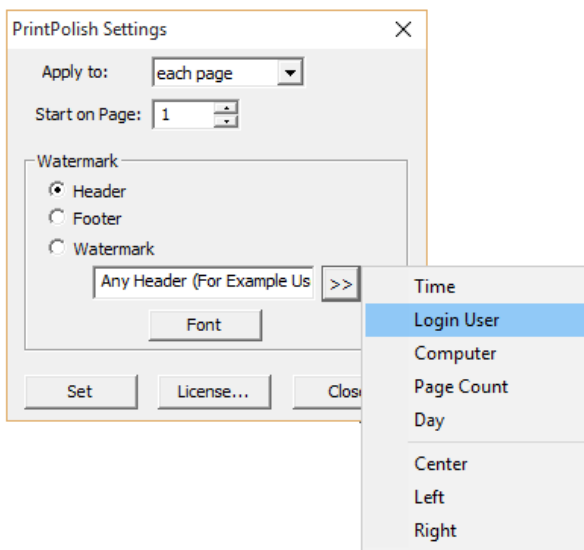 PrintPolish Settings
Apply to: each page
Start on Page: 1
Watermark
Header
Footer
Watermark
Any Header (For Example Us >>
Font
Set License... Clos
Time
Login User
Computer
Page Count
Day
Center
Left
Right